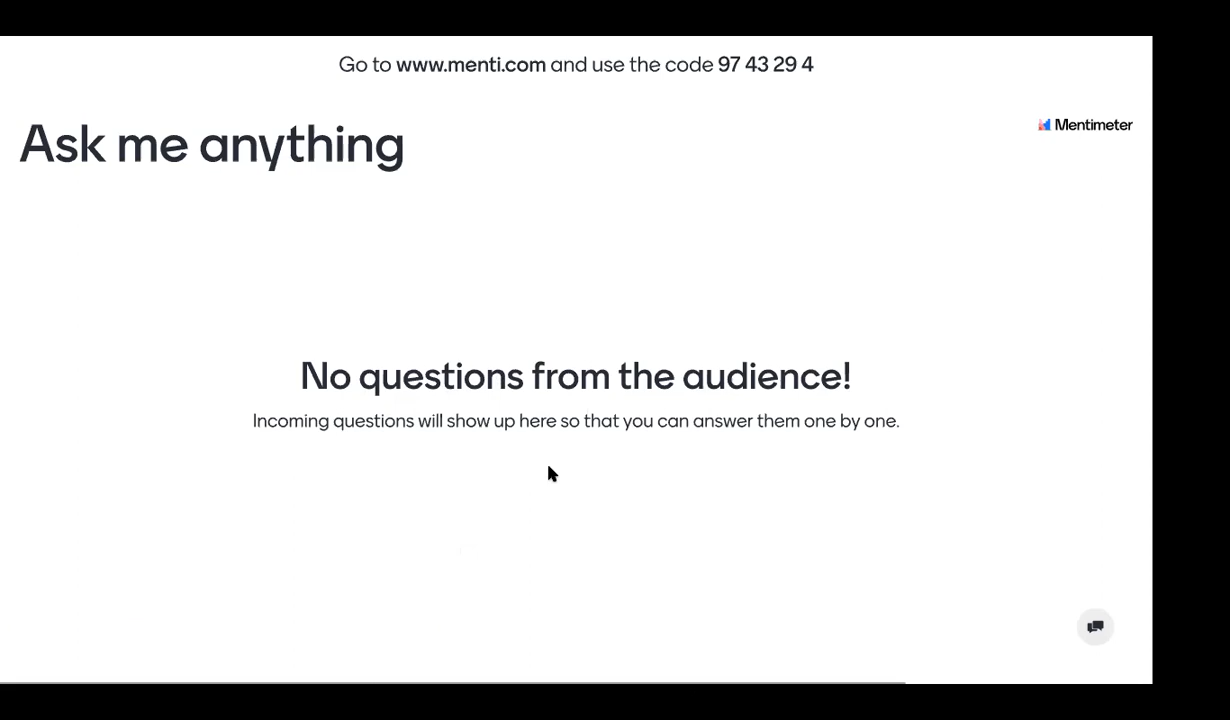 Go to www.menti.com and use the code 97 43 29 4
Mentimeter
Ask me anything
No questions from the audience!
Incoming questions will show up here so that you can answer them one by one.